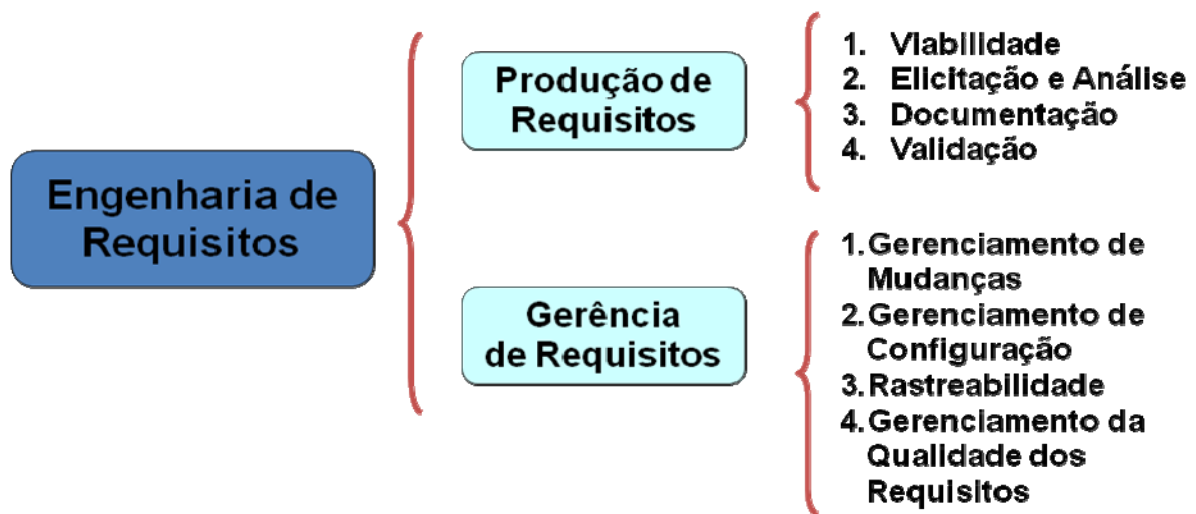 Engenharia de
Requisitos
Produção de
Requisitos
1. Viabilidade
2. Elicitação e Análise
3. Documentação
4. Validação
Gerência
de Requisitos
1.Gerenciamento de
Mudanças
2.Gerenciamento de
Configuração
3.Rastreabilidade
4.Gerenciamento da
Qualidade dos
Requisitos